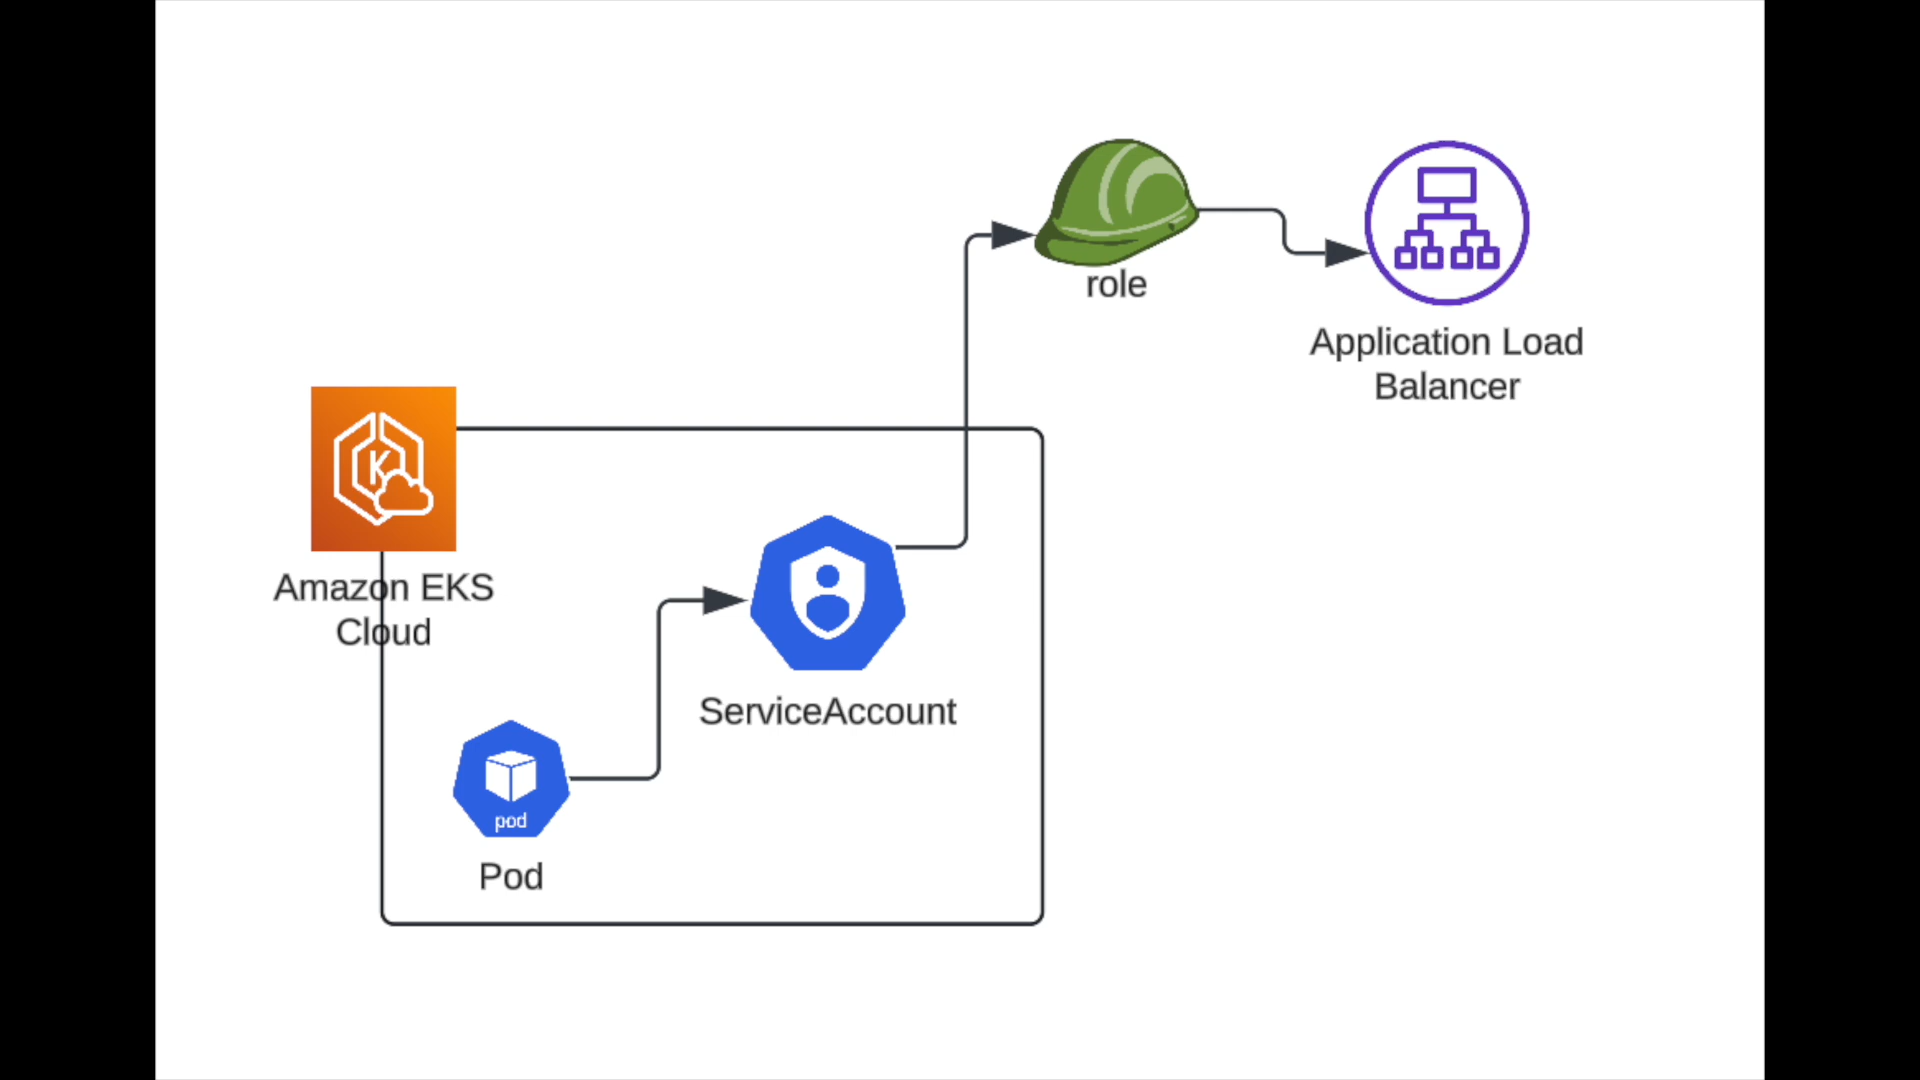 role
Application Load
Balancer
K
Amazon EKS
Cloud
ServiceAccount
pod
Pod